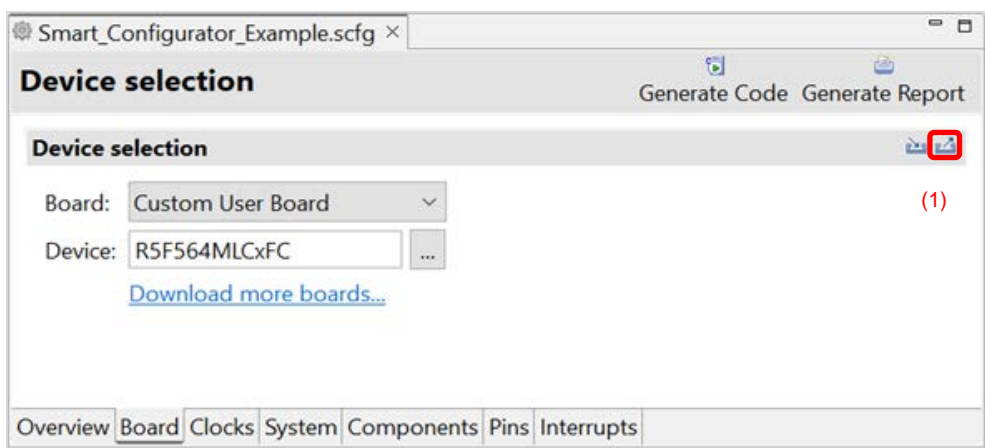 Smart_Configurator_Example.scfg ×
Device selection
Generate Code Generate Report
Device selection
(1)
Board: Custom User Board
Device: R5F564MLCxFC ...
Download more boards...
Overview Board Clocks System Components Pins Interrupts